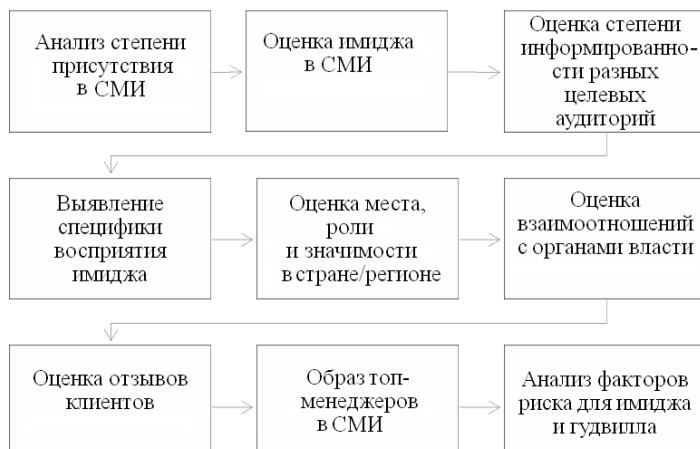 Анализ степени
присутствия
в СМИ
Оценка имиджа
в СМИ
Оценка степени
информированно-
сти разных
целевых
аудиторий
Выявление
специфики
восприятия
имиджа
Оценка места,
роли
и значимости
в стране/регионе
Оценка
взаимоотношений
с органами власти
Оценка отзывов
клиентов
Образ топ-
менеджеров
в СМИ
Анализ факторов
риска для имиджа
и гудвилла